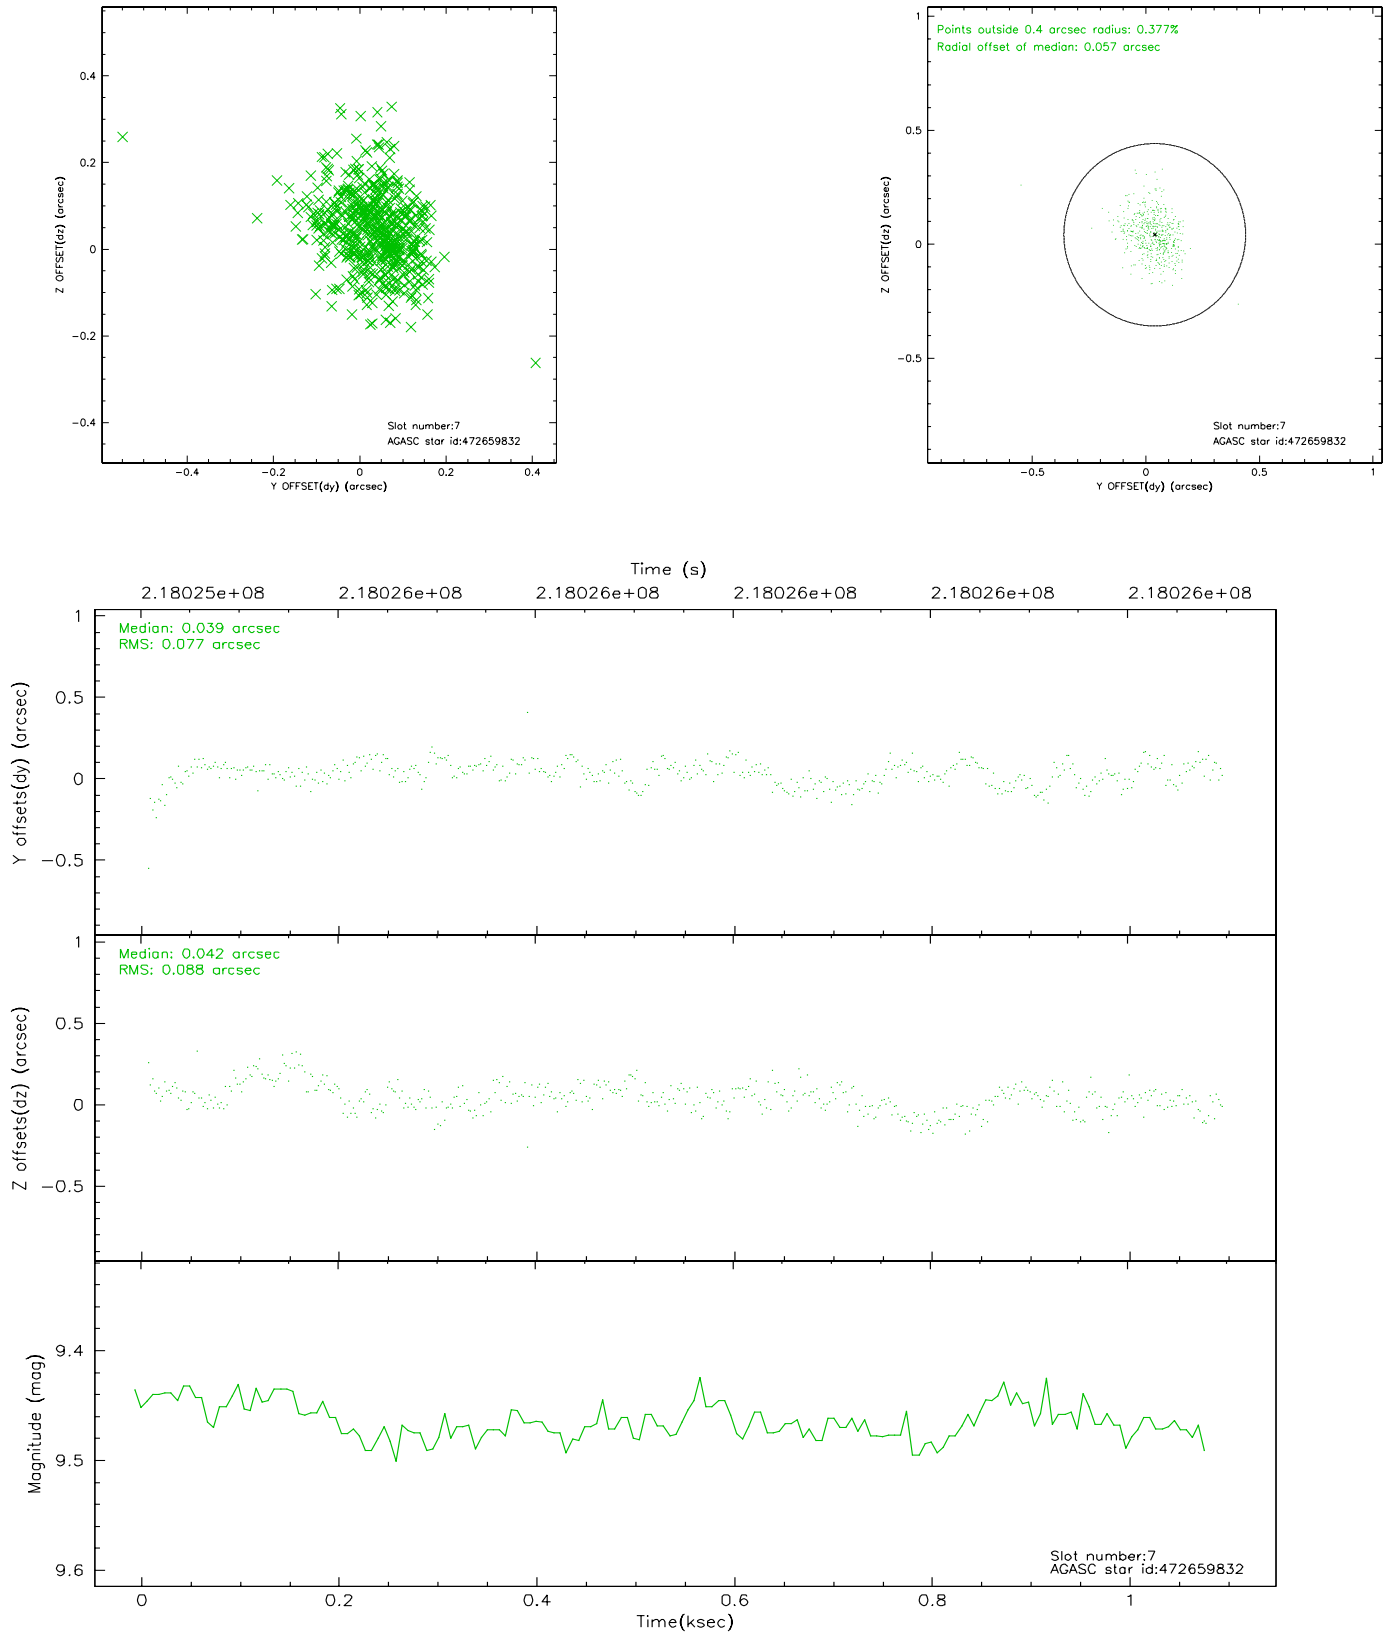 0.4
0.2
0
−0.2
−0.4
Z OFFSET(dz) (arcsec)
−0.4 −0.2 0 0.2 0.4
Y OFFSET(dy) (arcsec)
Slot number:7
AGASC star id:472659832
Points outside 0.4 arcsec radius: 0.377%
Radial offset of median: 0.057 arcsec
1
0.5
0
−0.5
Z OFFSET(dz) (arcsec)
−0.5 0 0.5 1
Y OFFSET(dy) (arcsec)
Slot number:7
AGASC star id:472659832
Time (s)
2.18025e+08 2.18026e+08 2.18026e+08 2.18026e+08 2.18026e+08 2.18026e+08
Median: 0.039 arcsec
RMS: 0.077 arcsec
1
0.5
0
−0.5
Y offsets(dy) (arcsec)
Median: 0.042 arcsec
RMS: 0.088 arcsec
1
0.5
0
−0.5
Z offsets(dz) (arcsec)
9.4
9.5
9.6
Magnitude (mag)
Slot number:7
AGASC star id:472659832
0 0.2 0.4 0.6 0.8 1
Time(ksec)